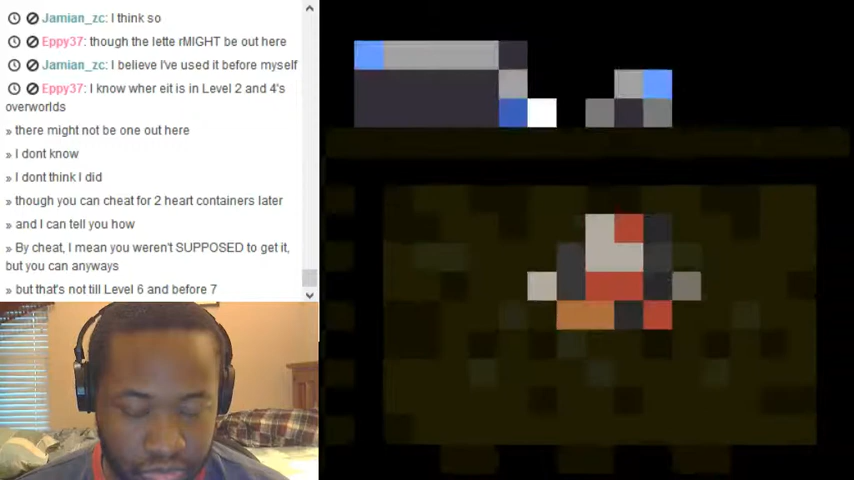 Jamian_zc: I think so
Eppy37: though the lette rMIGHT be out here
Jamian_zc: I believe I've used it before myself
Eppy37: I know wher eit is in Level 2 and 4's
overworlds
» there might not be one out here
» I dont know
» I dont think I did
» though you can cheat for 2 heart containers later
» and I can tell you how
» By cheat, I mean you weren't SUPPOSED to get it,
but you can anyways
» but that's not till Level 6 and before 7